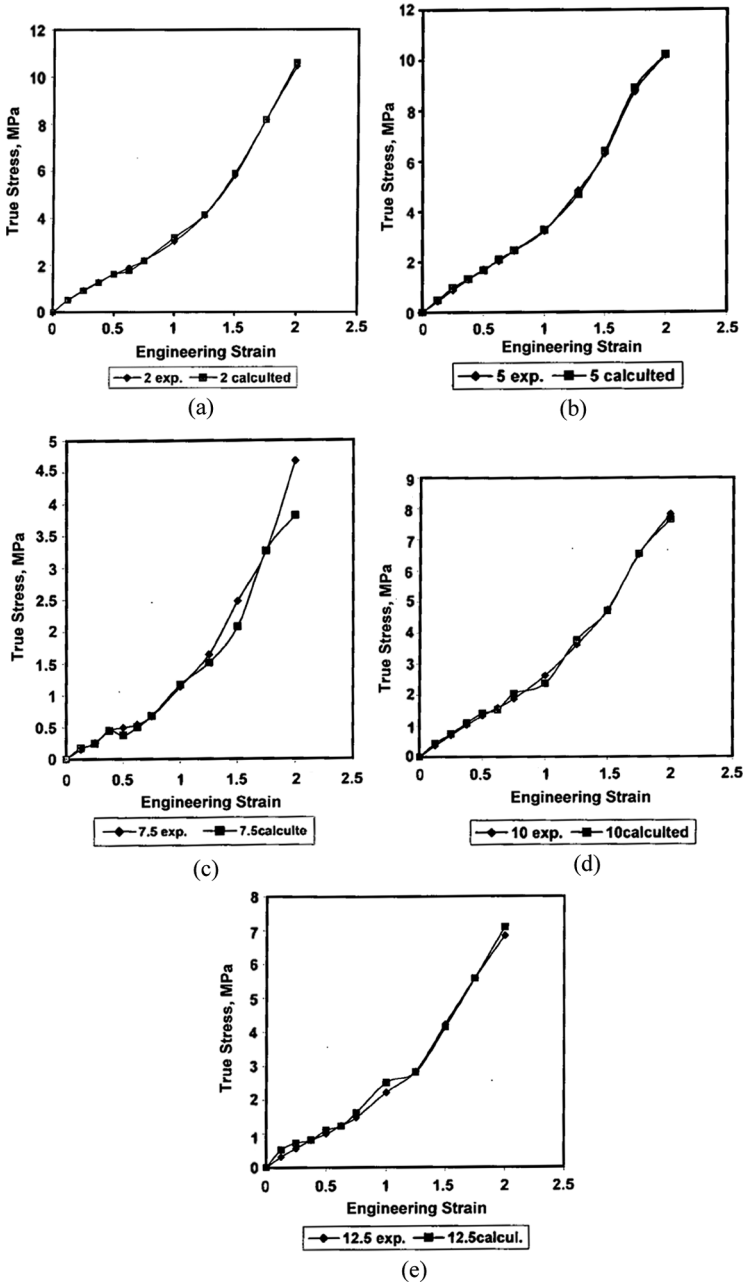 12
10
8
6
4
2
0
True Stress, MPa
0 0.5 1 1.5 2 2.5
Engineering Strain
2 exp. 2 calculted
(a)
12
10
8
6
4
2
0
True Stress, MPa
0 0.5 1 1.5 2 2.5
Engineering Strain
5 exp. 5 calculted
(b)
5
4.5
4
3.5
3
2.5
2
1.5
1
0.5
0
True Stress, MPa
0 0.5 1 1.5 2 2.5
Engineering Strain
7.5 exp. 7.5calculte
(c)
9
8
7
6
5
4
3
2
1
0
True Stress, MPa
0 0.5 1 1.5 2 2.5
Engineering Strain
10 exp. 10calculted
(d)
8
7
6
5
4
3
2
1
0
True Stress, MPa
0 0.5 1 1.5 2 2.5
Engineering Strain
12.5 exp. 12.5calcul.
(e)